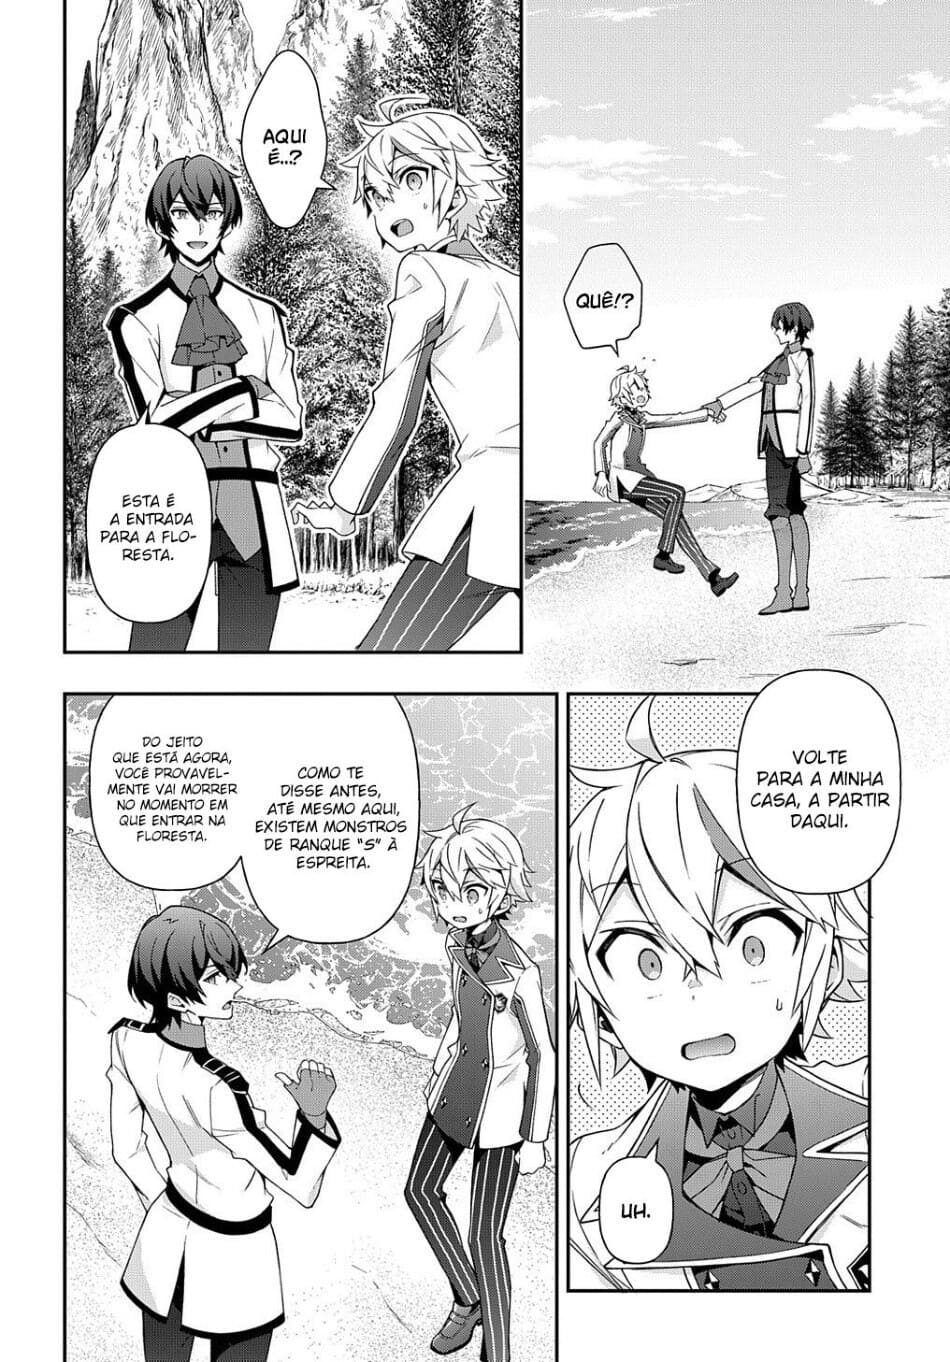 QUÊ!?
AQUI
É...?
ESTA É
A ENTRADA
PARA A FLO-
RESTA.
VOLTE
PARA A MINHA
CASA, A PARTIR
DAQUI.
UH.
COMO TE
DISSE ANTES,
ATÉ MESMO AQUI,
EXISTEM MONSTROS
DE RANQUE "S" À
ESPREITA.
DO JEITO
QUE ESTÁ AGORA,
VOCÊ PROVAVEL-
MENTE VAI MORRER
NO MOMENTO EM
QUE ENTRAR NA
FLORESTA.